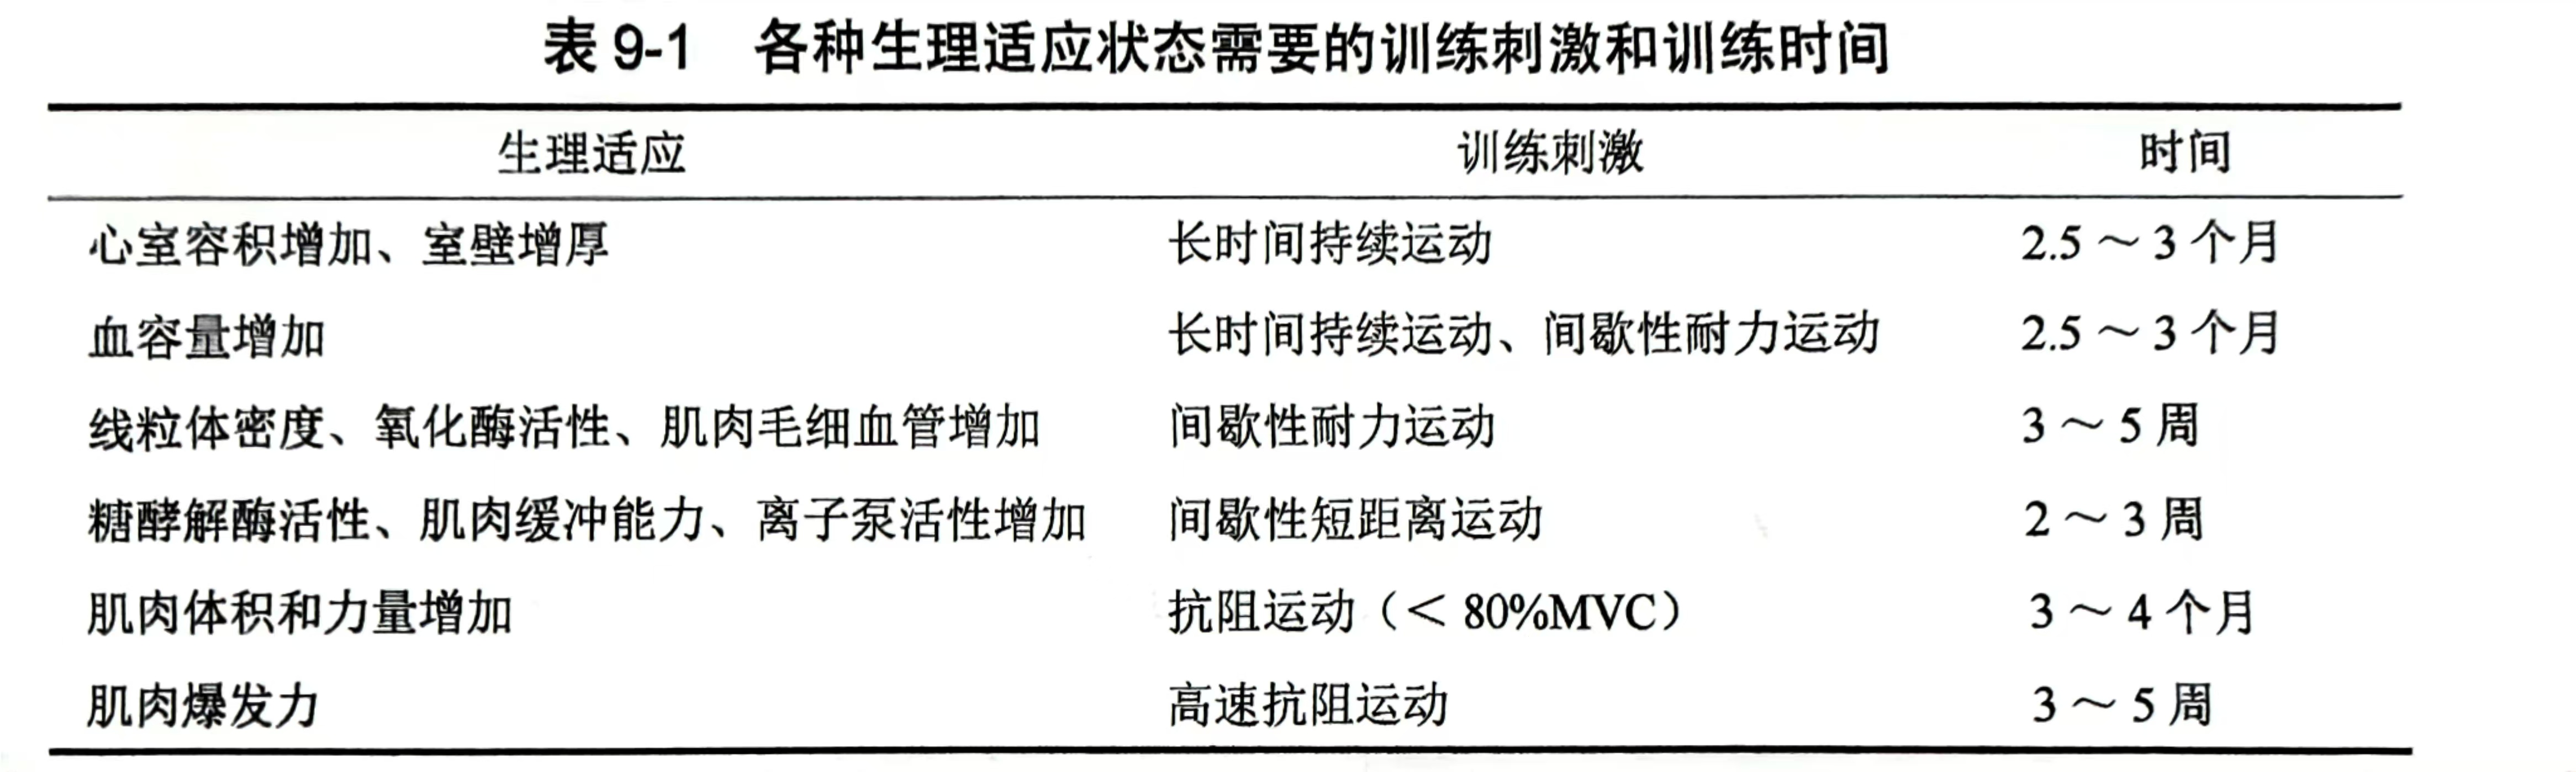 表 9-1 各种生理适应状态需要的训练刺激和训练时间
生理适应 训练刺激 时间
心室容积增加、室壁增厚 长时间持续运动 2.5～3 个月
血容量增加 长时间持续运动、间歇性耐力运动 2.5～3 个月
线粒体密度、氧化酶活性、肌肉毛细血管增加 间歇性耐力运动 3～5 周
糖酵解酶活性、肌肉缓冲能力、离子泵活性增加 间歇性短距离运动 2～3 周
肌肉体积和力量增加 抗阻运动（< 80%MVC） 3～4 个月
肌肉爆发力 高速抗阻运动 3～5 周